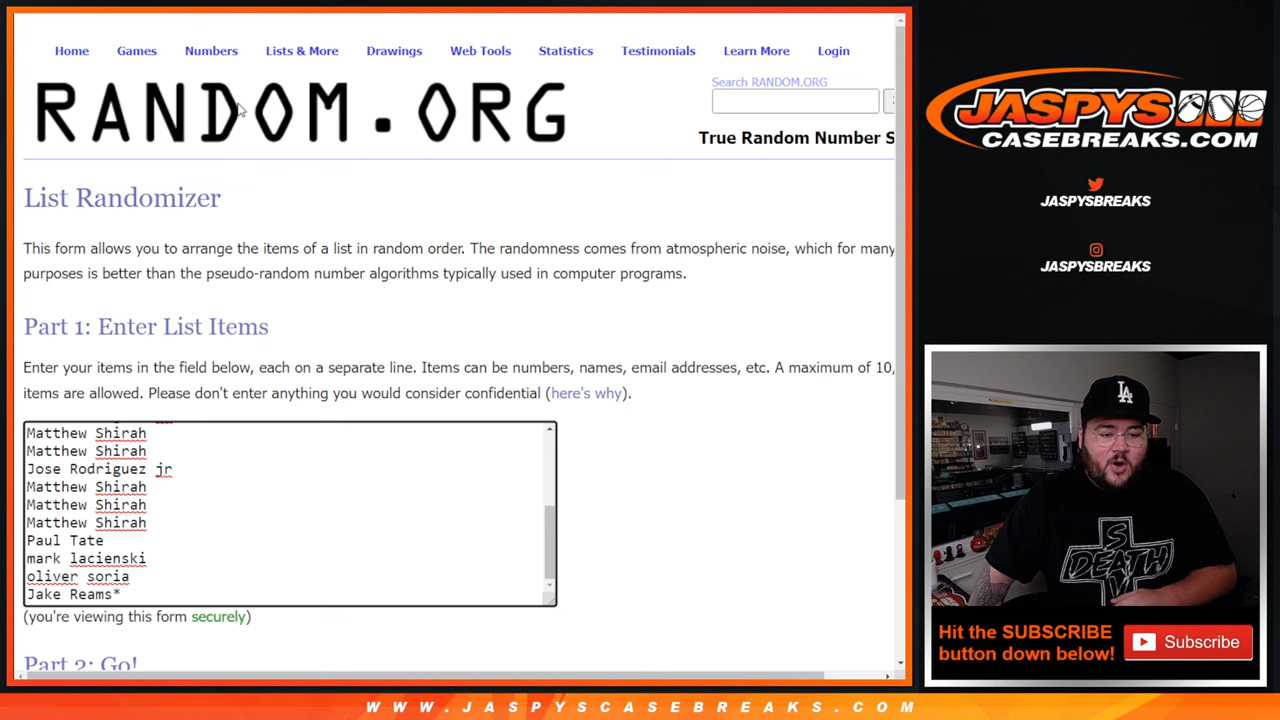 Home Games Numbers Lists & More Drawings Web Tools Statistics Testimonials Learn More Login
RANDOM.ORG
Search RANDOM.ORG
True Random Number S
List Randomizer
This form allows you to arrange the items of a list in random order. The randomness comes from atmospheric noise, which for many
purposes is better than the pseudo-random number algorithms typically used in computer programs.
Part 1: Enter List Items
Enter your items in the field below, each on a separate line. Items can be numbers, names, email addresses, etc. A maximum of 10,
items are allowed. Please don't enter anything you would consider confidential (here's why).
Matthew Shirah
Matthew Shirah
Jose Rodriguez jr
Matthew Shirah
Matthew Shirah
Matthew Shirah
Paul Tate
mark lacienski
oliver soria
Jake Reams*
(you're viewing this form securely)
Part 2: Go!
JASPYS
CASEBREAKS.COM
JASPYSBREAKS
JASPYSBREAKS
LA
DEATH
Hit the SUBSCRIBE
button down below!
Subscribe
WWW.JASPYSCASEBREAKS.COM